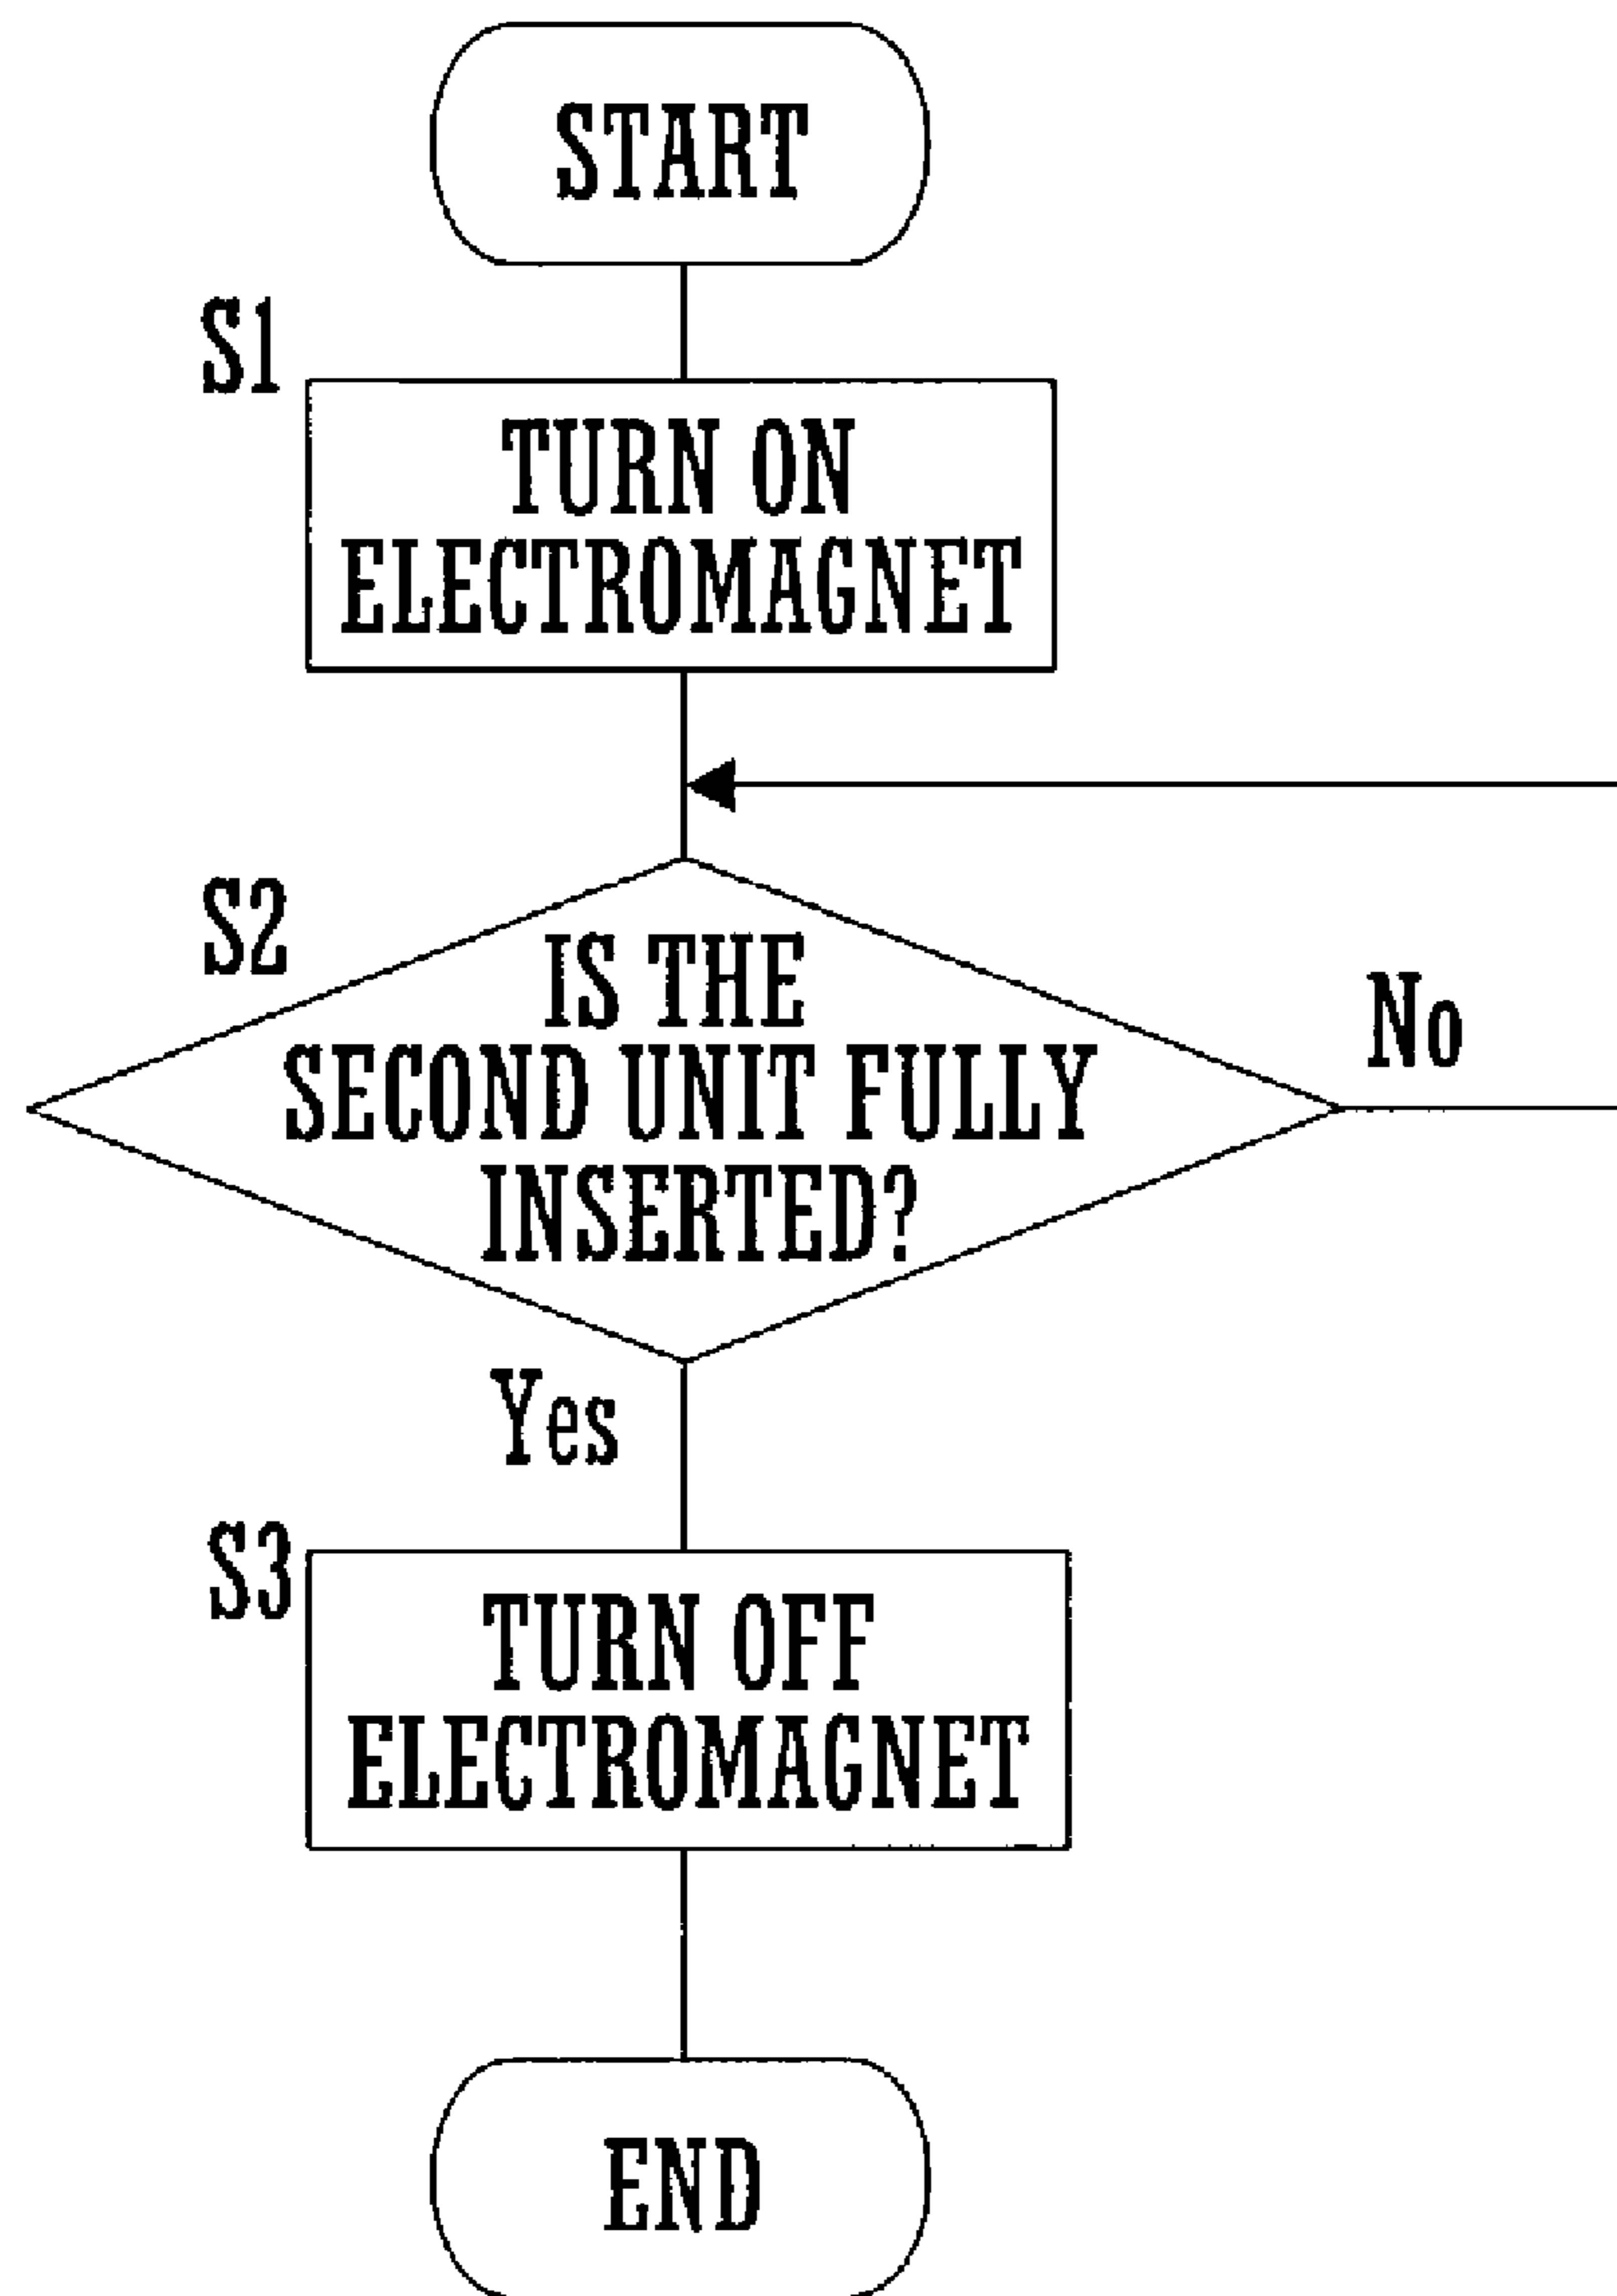 START
S1
TURN ON
ELECTROMAGNET
S2
IS THE
SECOND UNIT FULLY
INSERTED?
No
Yes
S3
TURN OFF
ELECTROMAGNET
END